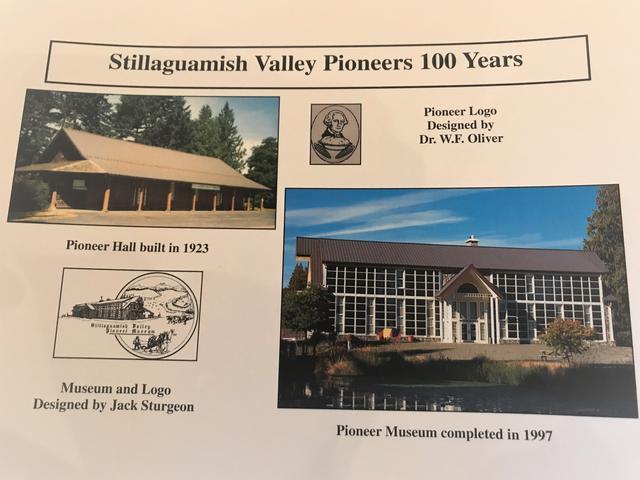 Stillaguamish Valley Pioneers 100 Years
Pioneer Logo
Designed by
Dr. W.F. Oliver
Pioneer Hall built in 1923
Stillaguamish Valley
Pioneer Museum
Museum and Logo
Designed by Jack Sturgeon
Pioneer Museum completed in 1997